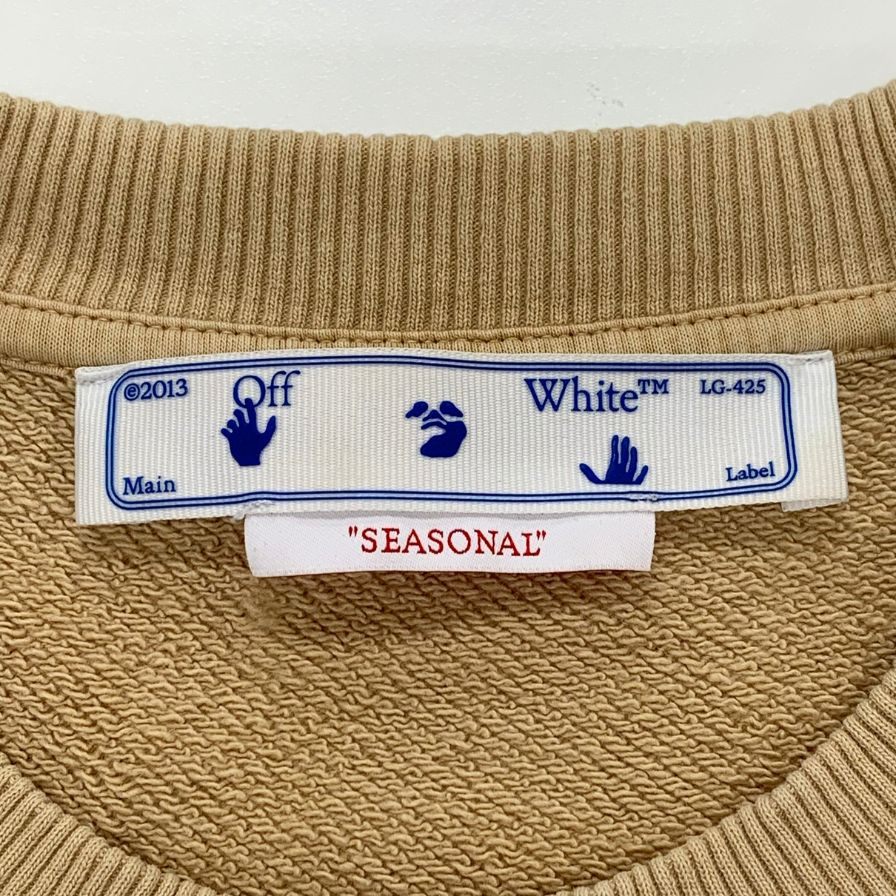 ©2013 Off White™ LG-425
Main Label
"SEASONAL"